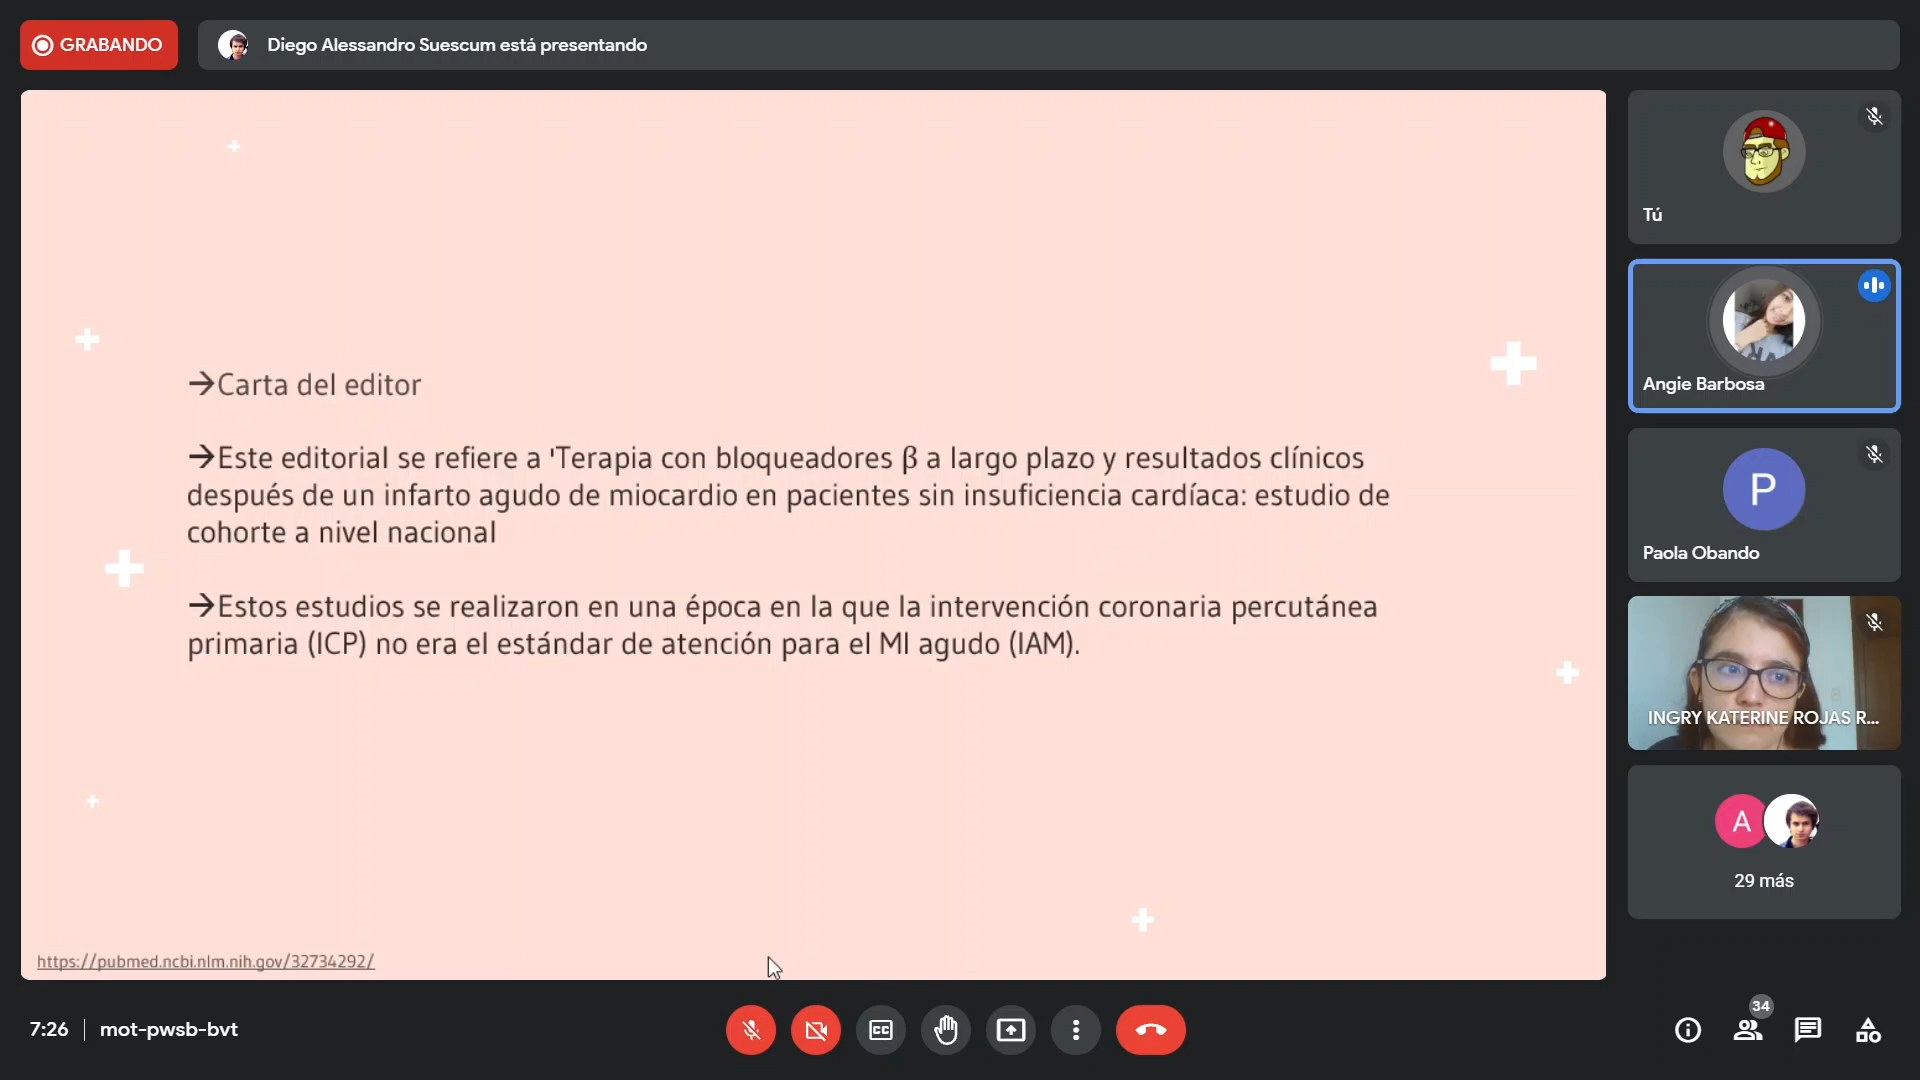 GRABANDO
Diego Alessandro Suescum está presentando
→Carta del editor
→Este editorial se refiere a 'Terapia con bloqueadores β a largo plazo y resultados clínicos
después de un infarto agudo de miocardio en pacientes sin insuficiencia cardíaca: estudio de
cohorte a nivel nacional
→Estos estudios se realizaron en una época en la que la intervención coronaria percutánea
primaria (ICP) no era el estándar de atención para el MI agudo (IAM).
https://pubmed.ncbi.nlm.nih.gov/32734292/
Tú
Angie Barbosa
P
Paola Obando
INGRY KATERINE ROJAS R...
A
29 más
7:26
mot-pwsb-bvt
CC
34